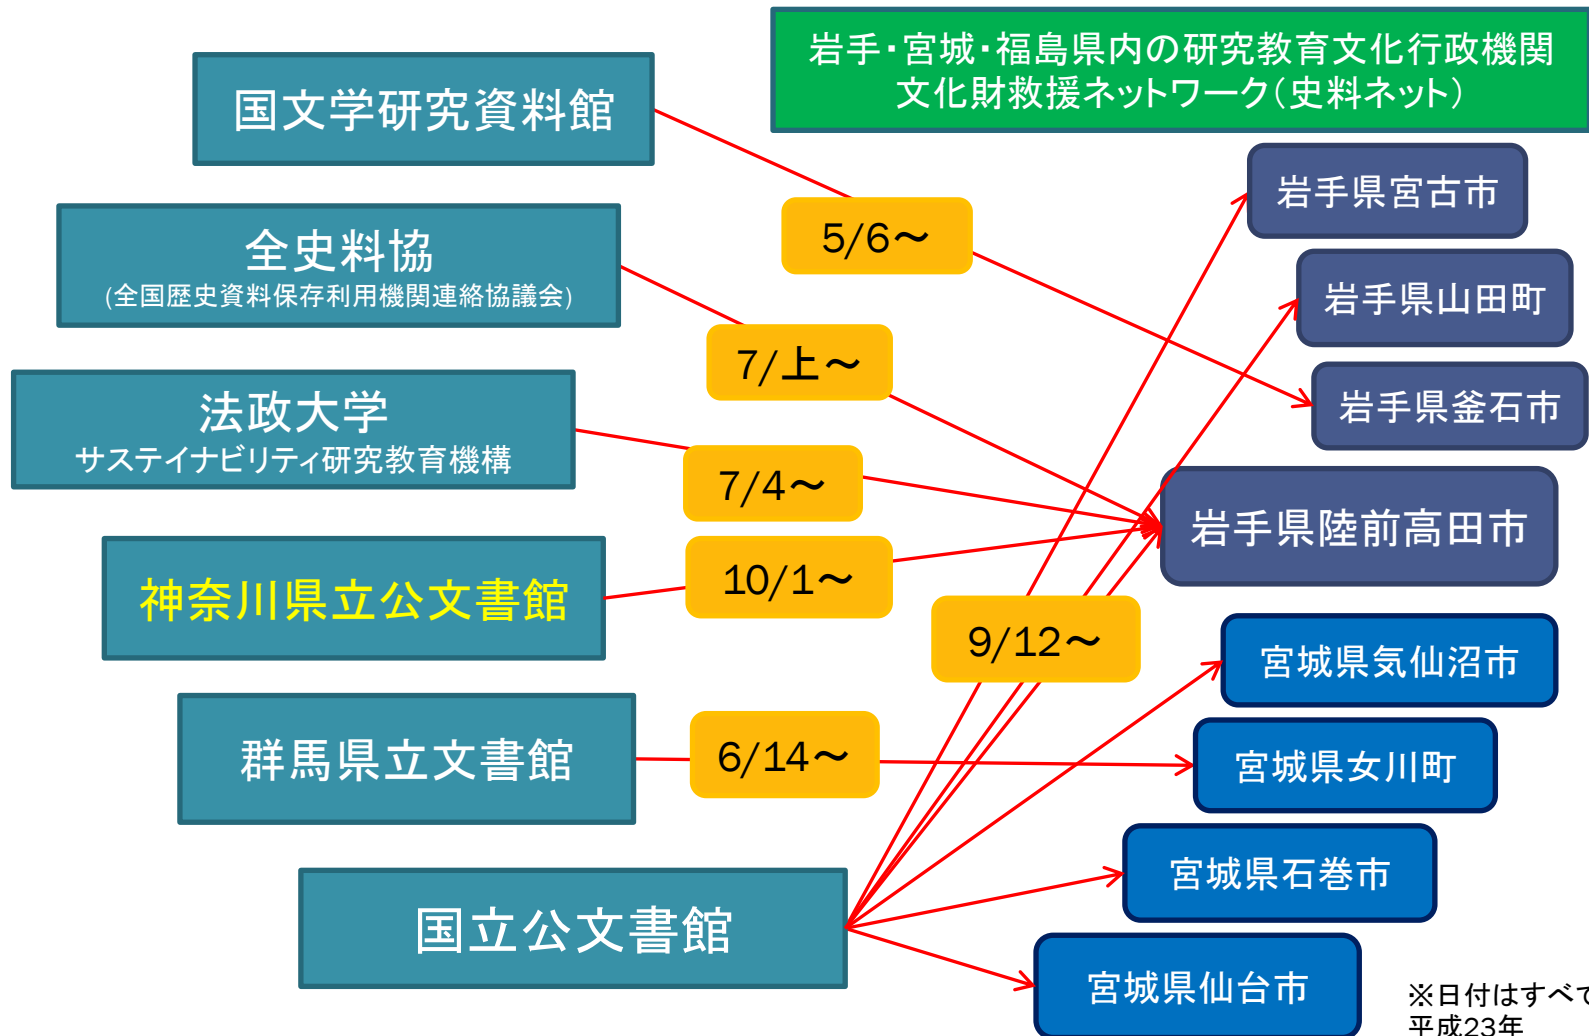 岩手・宮城・福島県内の研究教育文化行政機関
文化財救援ネットワーク(史料ネット)
国文学研究資料館
全史料協
(全国歴史資料保存利用機関連絡協議会)
法政大学
サステイナビリティ研究教育機構
神奈川県立公文書館
群馬県立文書館
国立公文書館
5/6～
7/上～
7/4～
10/1～
9/12～
6/14～
岩手県宮古市
岩手県山田町
岩手県釜石市
岩手県陸前高田市
宮城県気仙沼市
宮城県女川町
宮城県石巻市
宮城県仙台市
※日付はすべて
平成23年